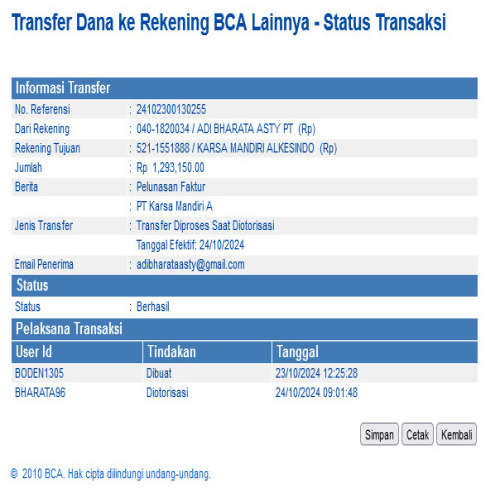 Transfer Dana ke Rekening BCA Lainnya - Status Transaksi
Informasi Transfer
No. Referensi : 24102300130255
Dari Rekening : 040-1820034 / ADI BHARATA ASTY PT (Rp)
Rekening Tujuan : 521-1551888 / KARSA MANDIRI ALKESINDO (Rp)
Jumlah : Rp 1,293,150.00
Berita : Pelunasan Faktur
: PT Karsa Mandiri A
Jenis Transfer : Transfer Diproses Saat Diotorisasi
Tanggal Efektif: 24/10/2024
Email Penerima : adibharataasty@gmail.com
Status
Status : Berhasil
Pelaksana Transaksi
User Id Tindakan Tanggal
BODEN1305 Dibuat 23/10/2024 12:25:28
BHARATA96 Diotorisasi 24/10/2024 09:01:48
Simpan Cetak Kembali
© 2010 BCA. Hak cipta dilindungi undang-undang.